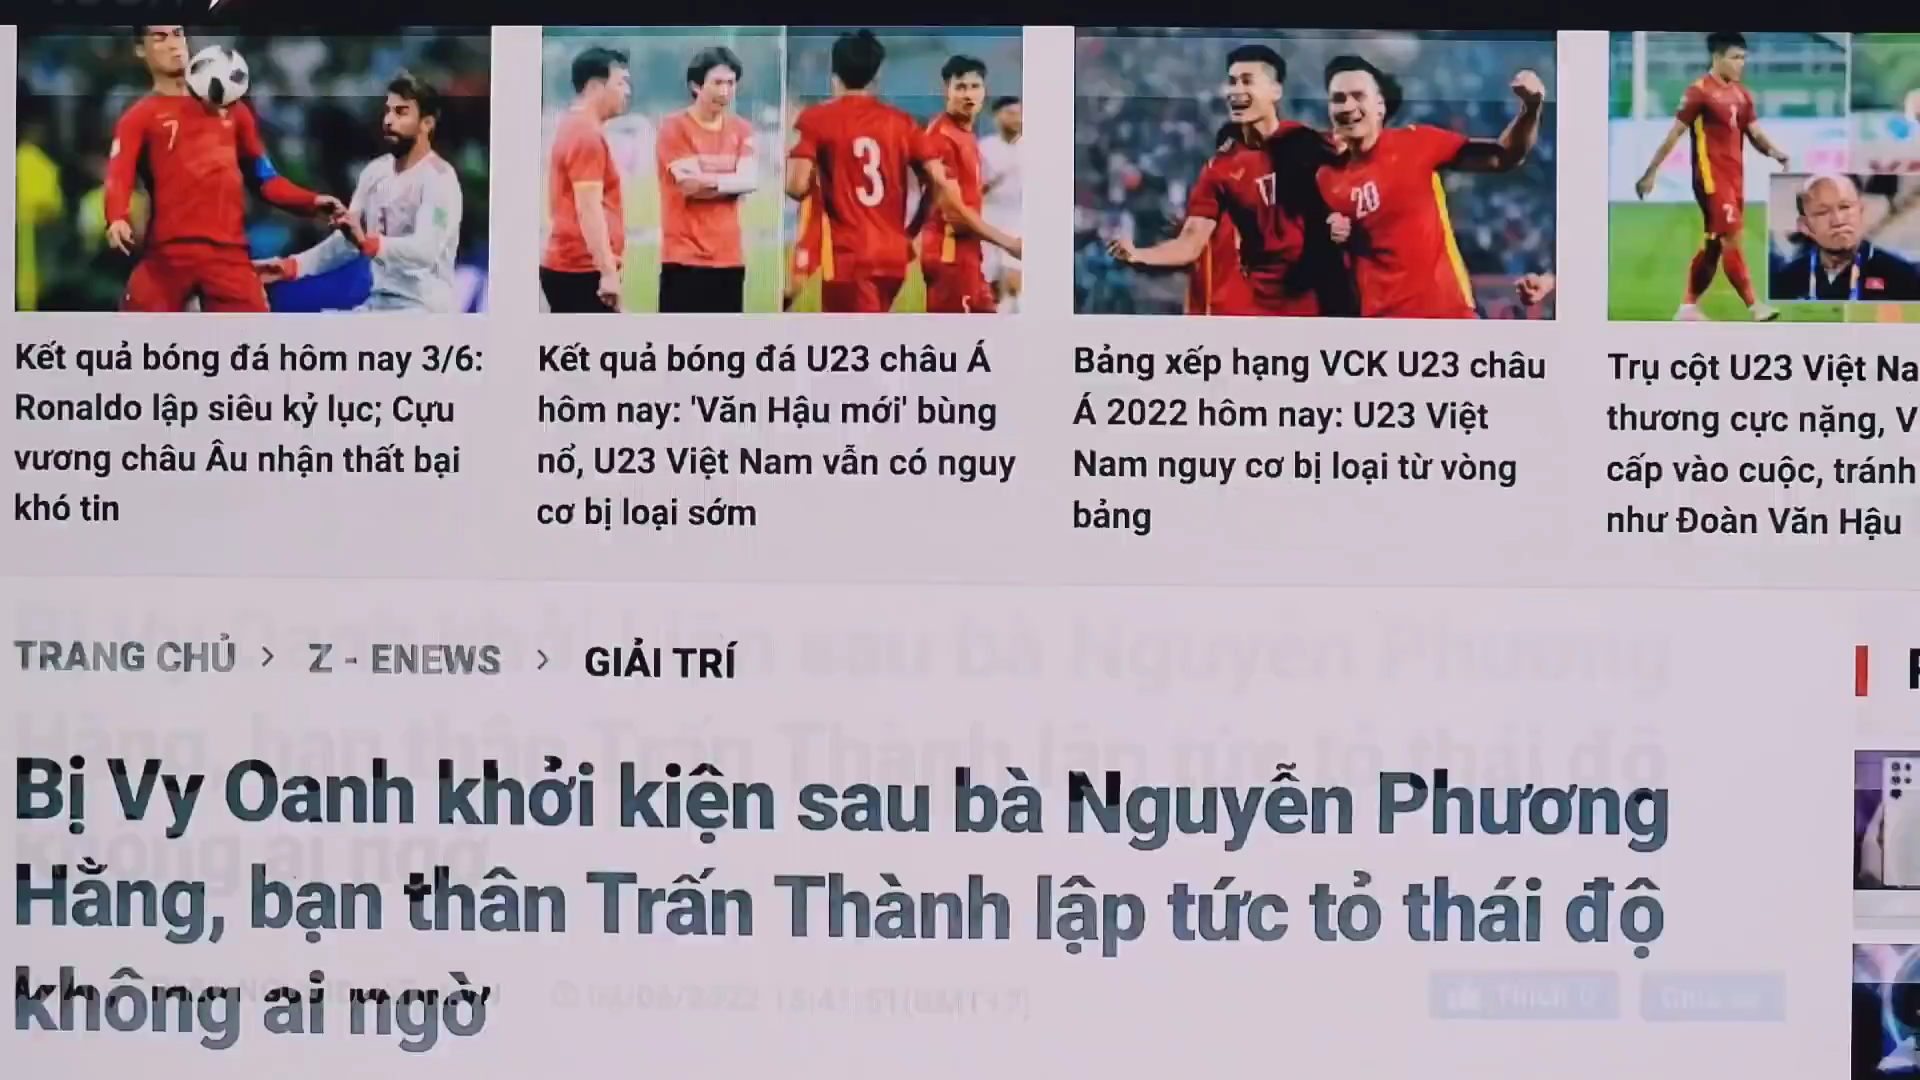 7
3
17
20
2
Kết quả bóng đá hôm nay 3/6:
Ronaldo lập siêu kỷ lục; Cựu
vương châu Âu nhận thất bại
khó tin
Kết quả bóng đá U23 châu Á
hôm nay: 'Văn Hậu mới' bùng
nổ, U23 Việt Nam vẫn có nguy
cơ bị loại sớm
Bảng xếp hạng VCK U23 châu
Á 2022 hôm nay: U23 Việt
Nam nguy cơ bị loại từ vòng
bảng
Trụ cột U23 Việt Na
thương cực nặng, V
cấp vào cuộc, tránh
như Đoàn Văn Hậu
TRANG CHỦ > Z - ENEWS > GIẢI TRÍ
Bị Vy Oanh khởi kiện sau bà Nguyễn Phương
Hằng, bạn thân Trấn Thành lập tức tỏ thái độ
không ai ngờ